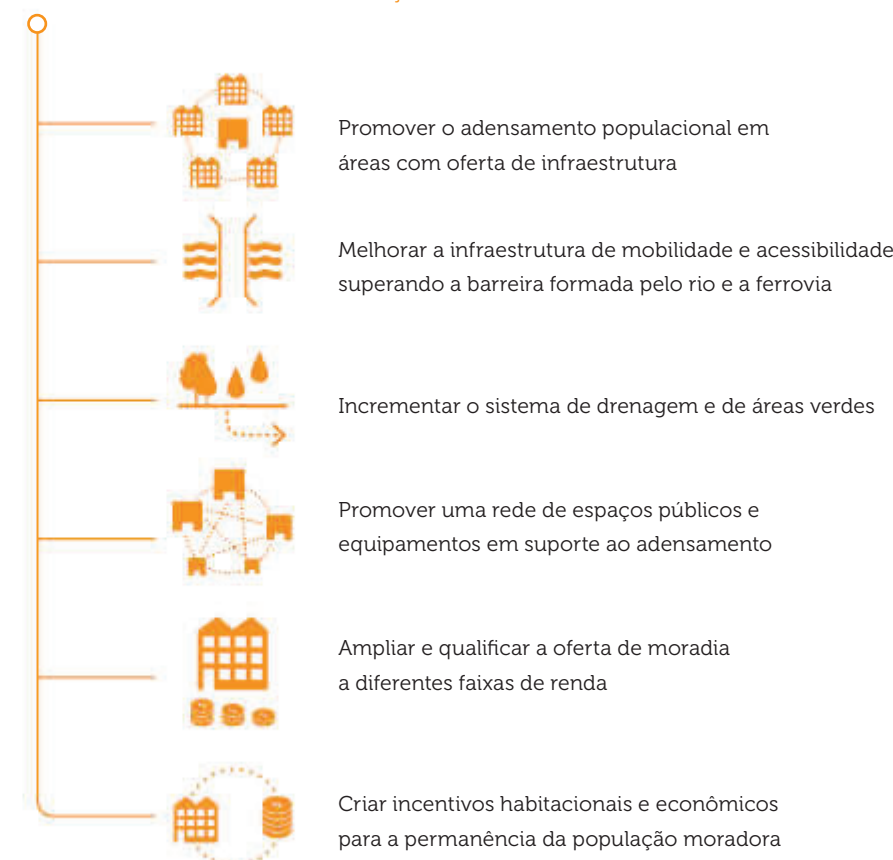 Promover o adensamento populacional em
áreas com oferta de infraestrutura
Melhorar a infraestrutura de mobilidade e acessibilidade
superando a barreira formada pelo rio e a ferrovia
Incrementar o sistema de drenagem e de áreas verdes
Promover uma rede de espaços públicos e
equipamentos em suporte ao adensamento
Ampliar e qualificar a oferta de moradia
a diferentes faixas de renda
Criar incentivos habitacionais e econômicos
para a permanência da população moradora